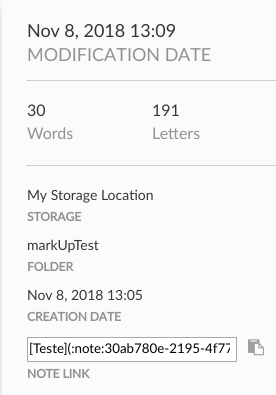 Nov 8, 2018 13:09
MODIFICATION DATE
30 191
Words Letters
My Storage Location
STORAGE
markUpTest
FOLDER
Nov 8, 2018 13:05
CREATION DATE
[Teste](:note:30ab780e-2195-4f77
NOTE LINK